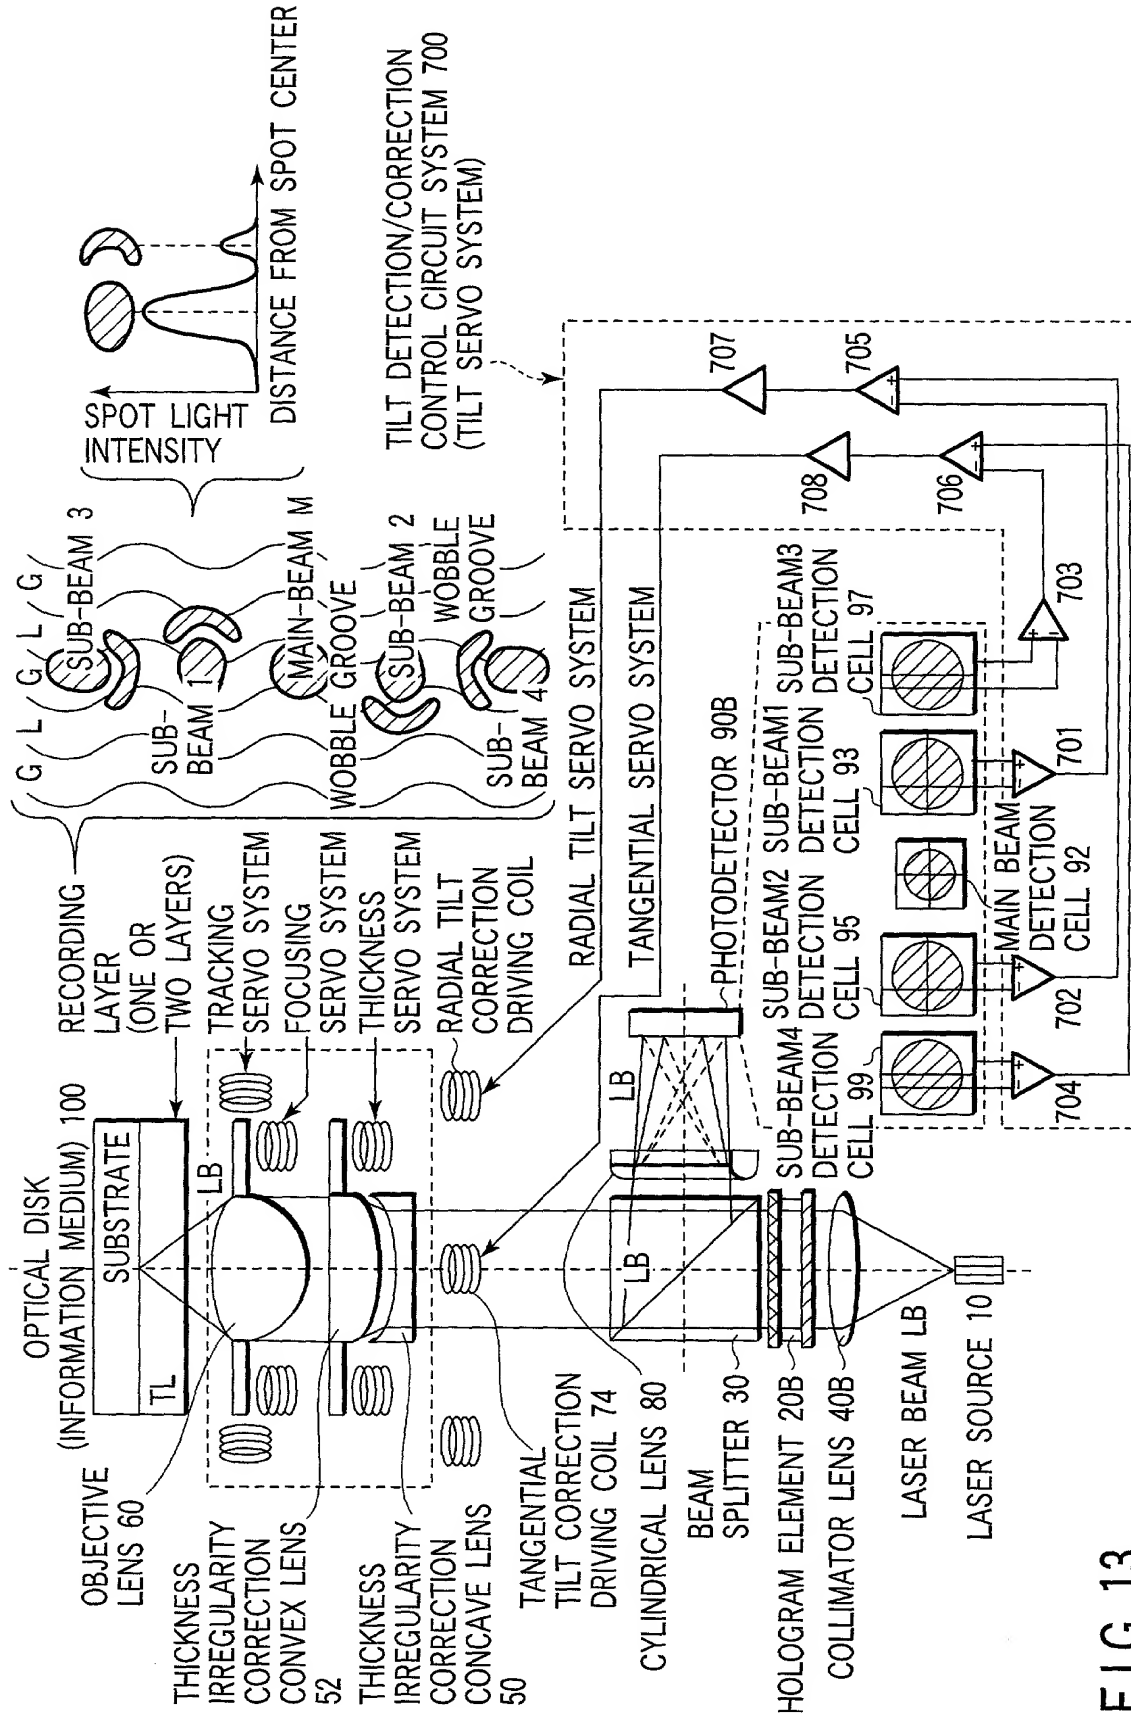 OPTICAL DISK
(INFORMATION MEDIUM) 100
SUBSTRATE
TL
LB
OBJECTIVE
LENS 60
THICKNESS
IRREGULARITY
CORRECTION
CONVEX LENS
52
THICKNESS
IRREGULARITY
CORRECTION
CONCAVE LENS
50
TANGENTIAL
TILT CORRECTION
DRIVING COIL 74
CYLINDRICAL LENS 80
BEAM
SPLITTER 30
HOLOGRAM ELEMENT 20B
COLLIMATOR LENS 40B
LASER BEAM LB
LASER SOURCE 10
RECORDING
LAYER
(ONE OR
TWO LAYERS)
TRACKING
SERVO SYSTEM
FOCUSING
SERVO SYSTEM
THICKNESS
SERVO SYSTEM
RADIAL TILT
CORRECTION
DRIVING COIL
RADIAL TILT SERVO SYSTEM
TANGENTIAL SERVO SYSTEM
LB
LB
PHOTODETECTOR 90B
G L G L G
SUB-BEAM 3
SUB-
BEAM 1
MAIN-BEAM M
WOBBLE GROOVE
SUB-BEAM 2
WOBBLE
GROOVE
SUB-
BEAM 4
SPOT LIGHT
INTENSITY
DISTANCE FROM SPOT CENTER
TILT DETECTION/CORRECTION
CONTROL CIRCUIT SYSTEM 700
(TILT SERVO SYSTEM)
SUB-BEAM4
DETECTION
CELL 99
SUB-BEAM2
DETECTION
CELL 95
SUB-BEAM1
DETECTION
CELL 93
SUB-BEAM3
DETECTION
CELL 97
MAIN BEAM
DETECTION
CELL 92
- +
704
- +
702
- +
701
+ -
703
- +
706
- +
705
708
707
FIG. 13